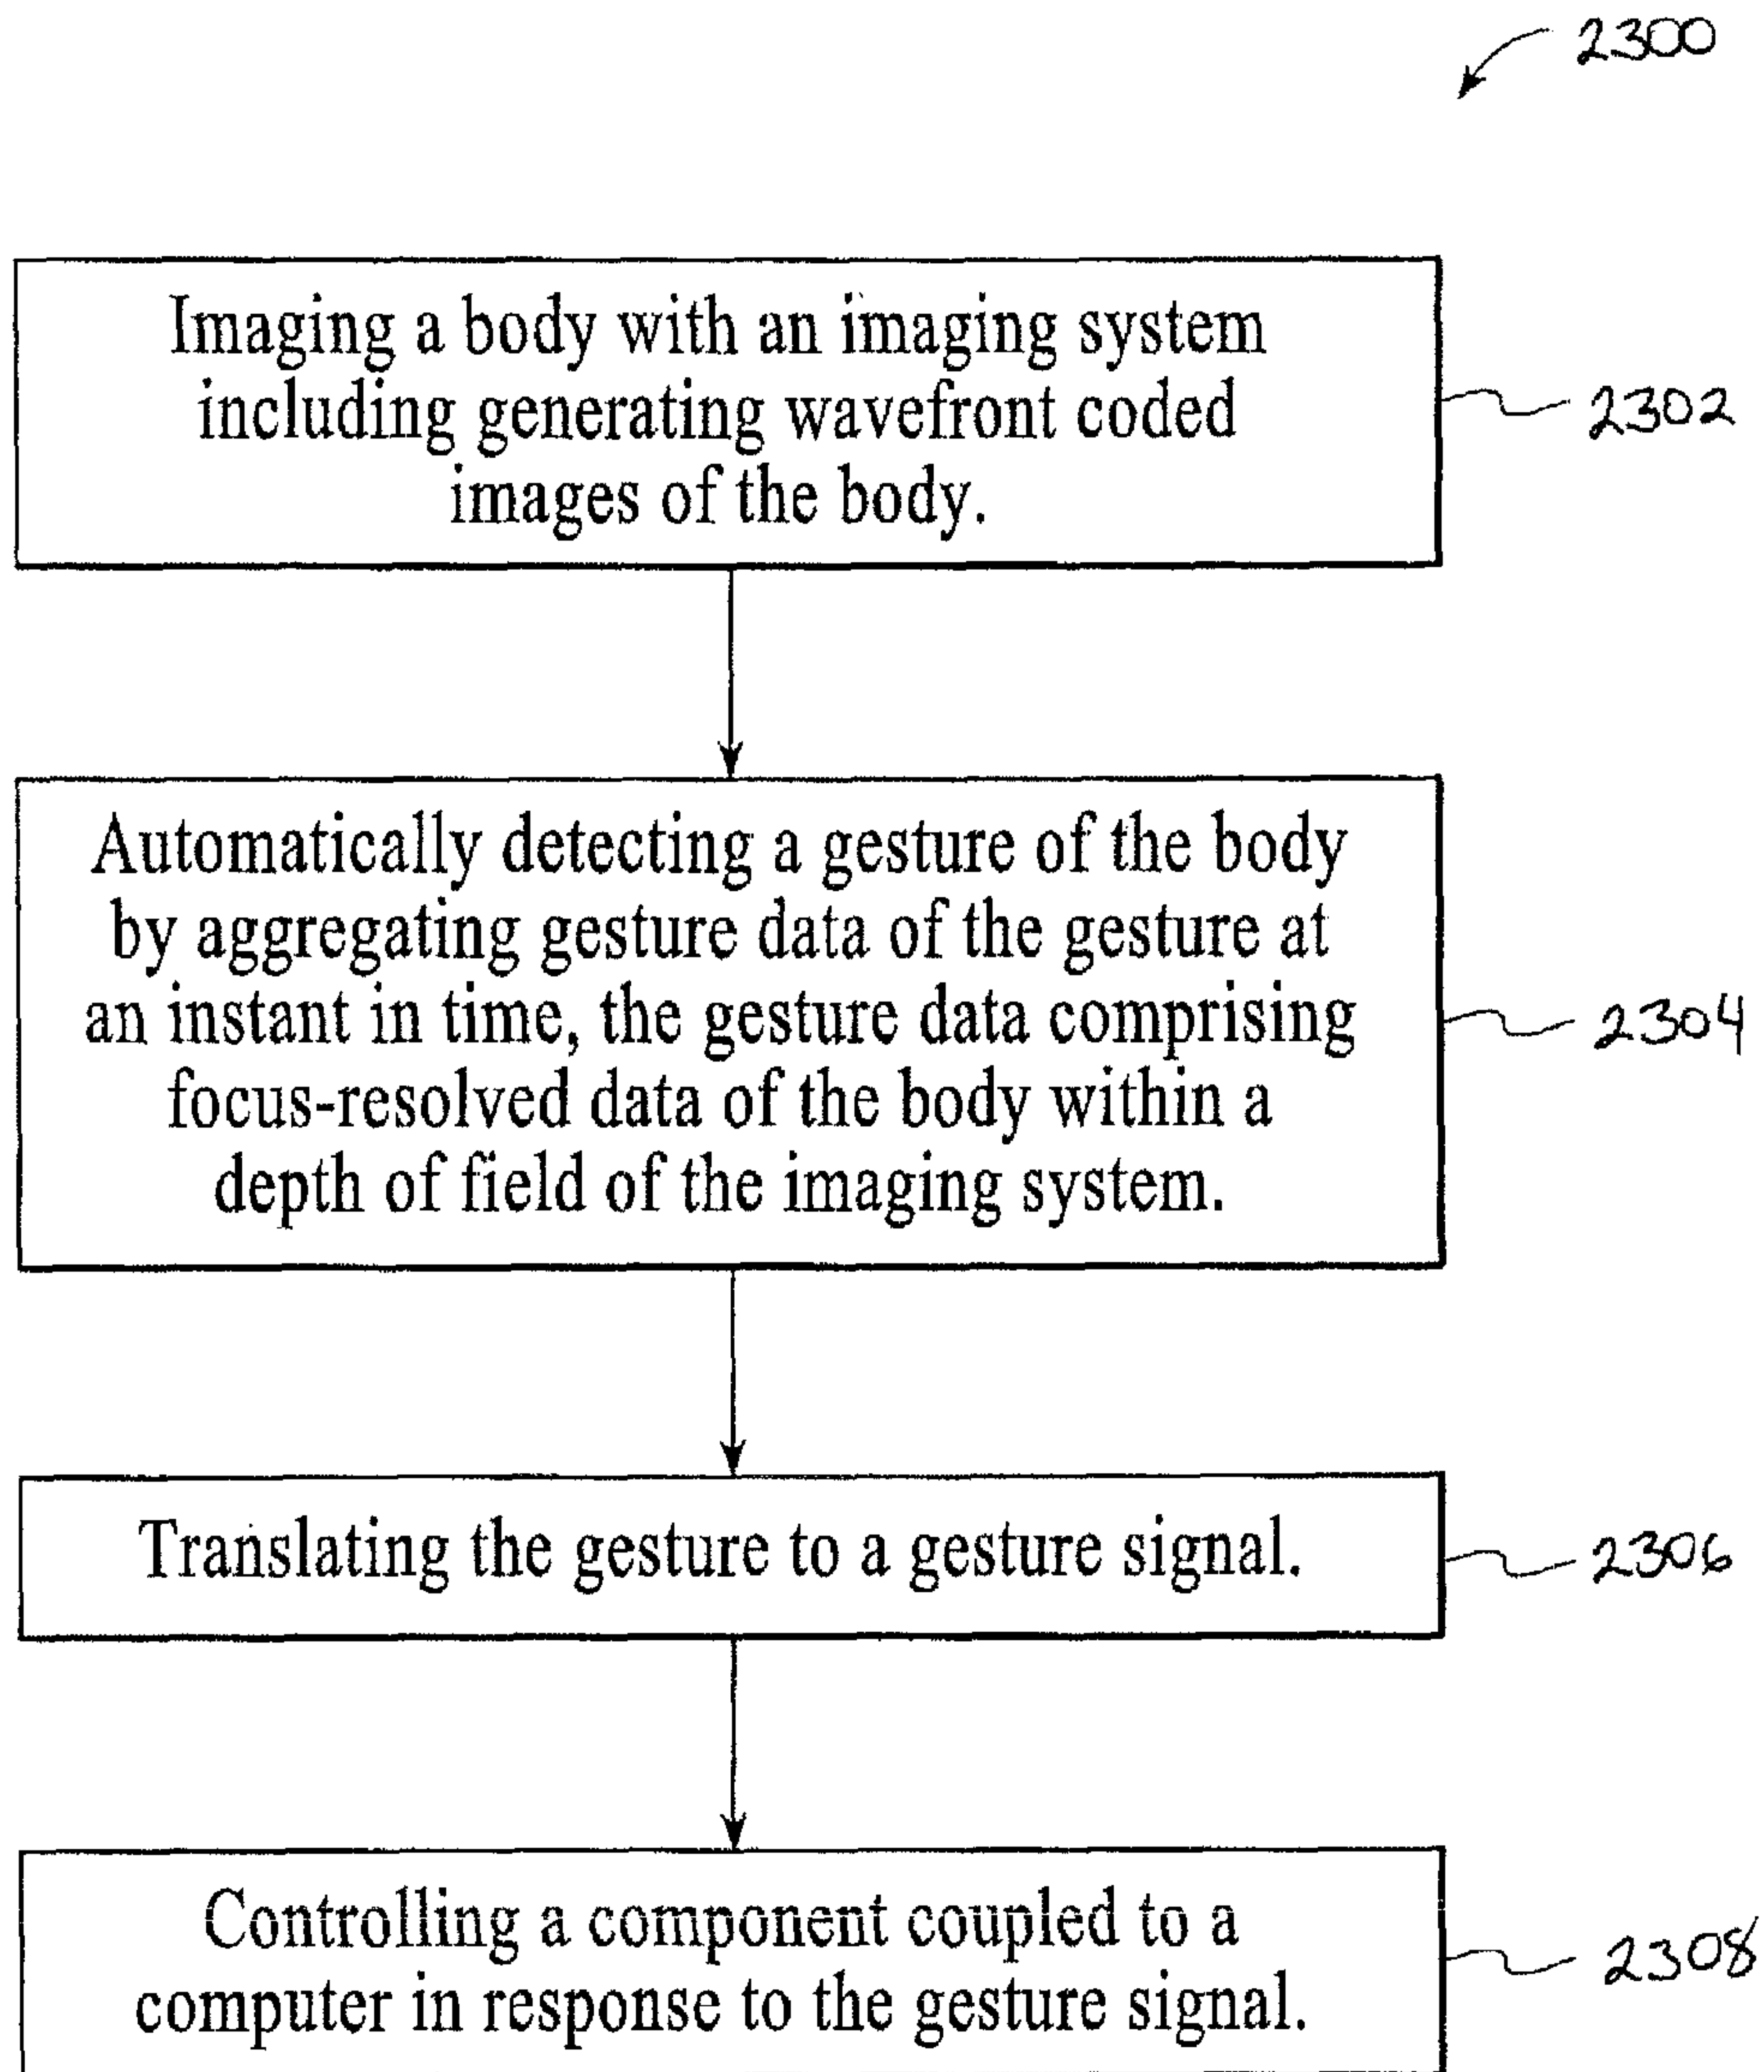 2300
Imaging a body with an imaging system
including generating wavefront coded
images of the body.
2302
Automatically detecting a gesture of the body
by aggregating gesture data of the gesture at
an instant in time, the gesture data comprising
focus-resolved data of the body within a
depth of field of the imaging system.
2304
Translating the gesture to a gesture signal.
2306
Controlling a component coupled to a
computer in response to the gesture signal.
2308